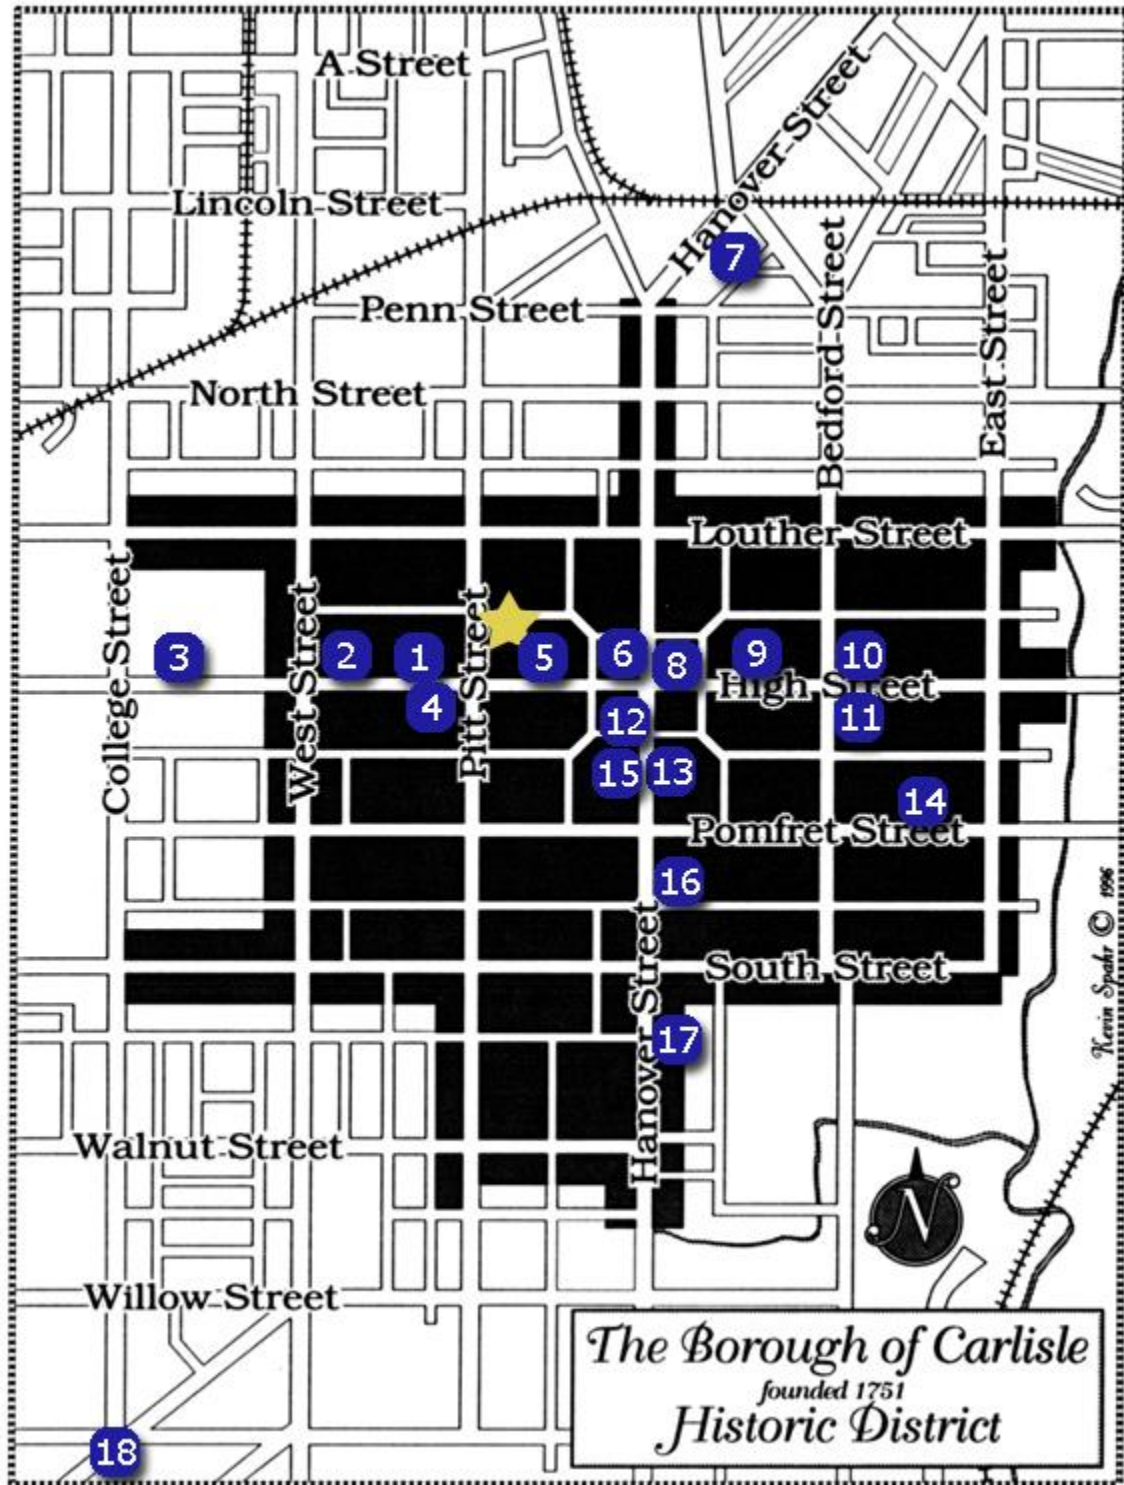 A Street
Hanover Street
Lincoln Street
7
Penn Street
Bedford Street
East Street
North Street
Louther Street
College Street
West Street
Pitt Street
3
2
1
5
6
8
9
10
High Street
4
12
11
15
13
14
Pomfret Street
16
Hanover Street
South Street
Kevin Spahr © 1996
17
Walnut Street
N
Willow Street
The Borough of Carlisle
founded 1751
Historic District
18